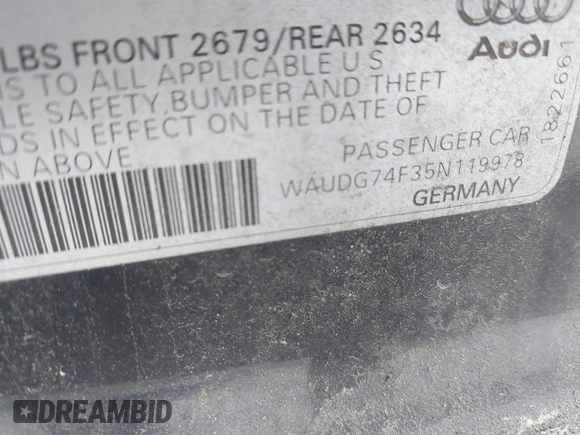 LBS FRONT 2679/REAR 2634
Audi
S TO ALL APPLICABLE U S
LE SAFETY, BUMPER AND THEFT
DS IN EFFECT ON THE DATE OF
N ABOVE
PASSENGER CAR
WAUDG74F35N119978
GERMANY
1822661
DREAMBID